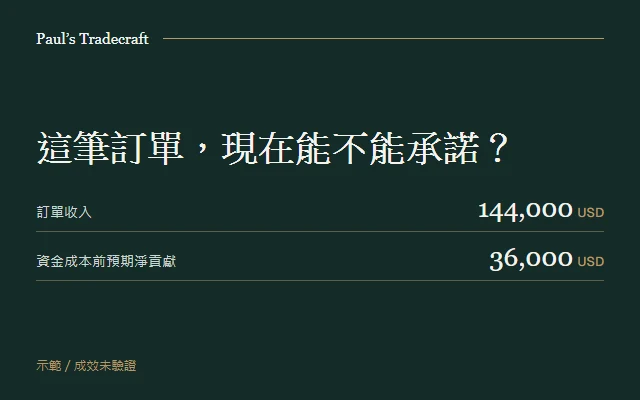 Paul’s Tradecraft
這筆訂單，現在能不能承諾？
訂單收入 144,000 USD
資金成本前預期淨貢獻 36,000 USD
示範 / 成效未驗證